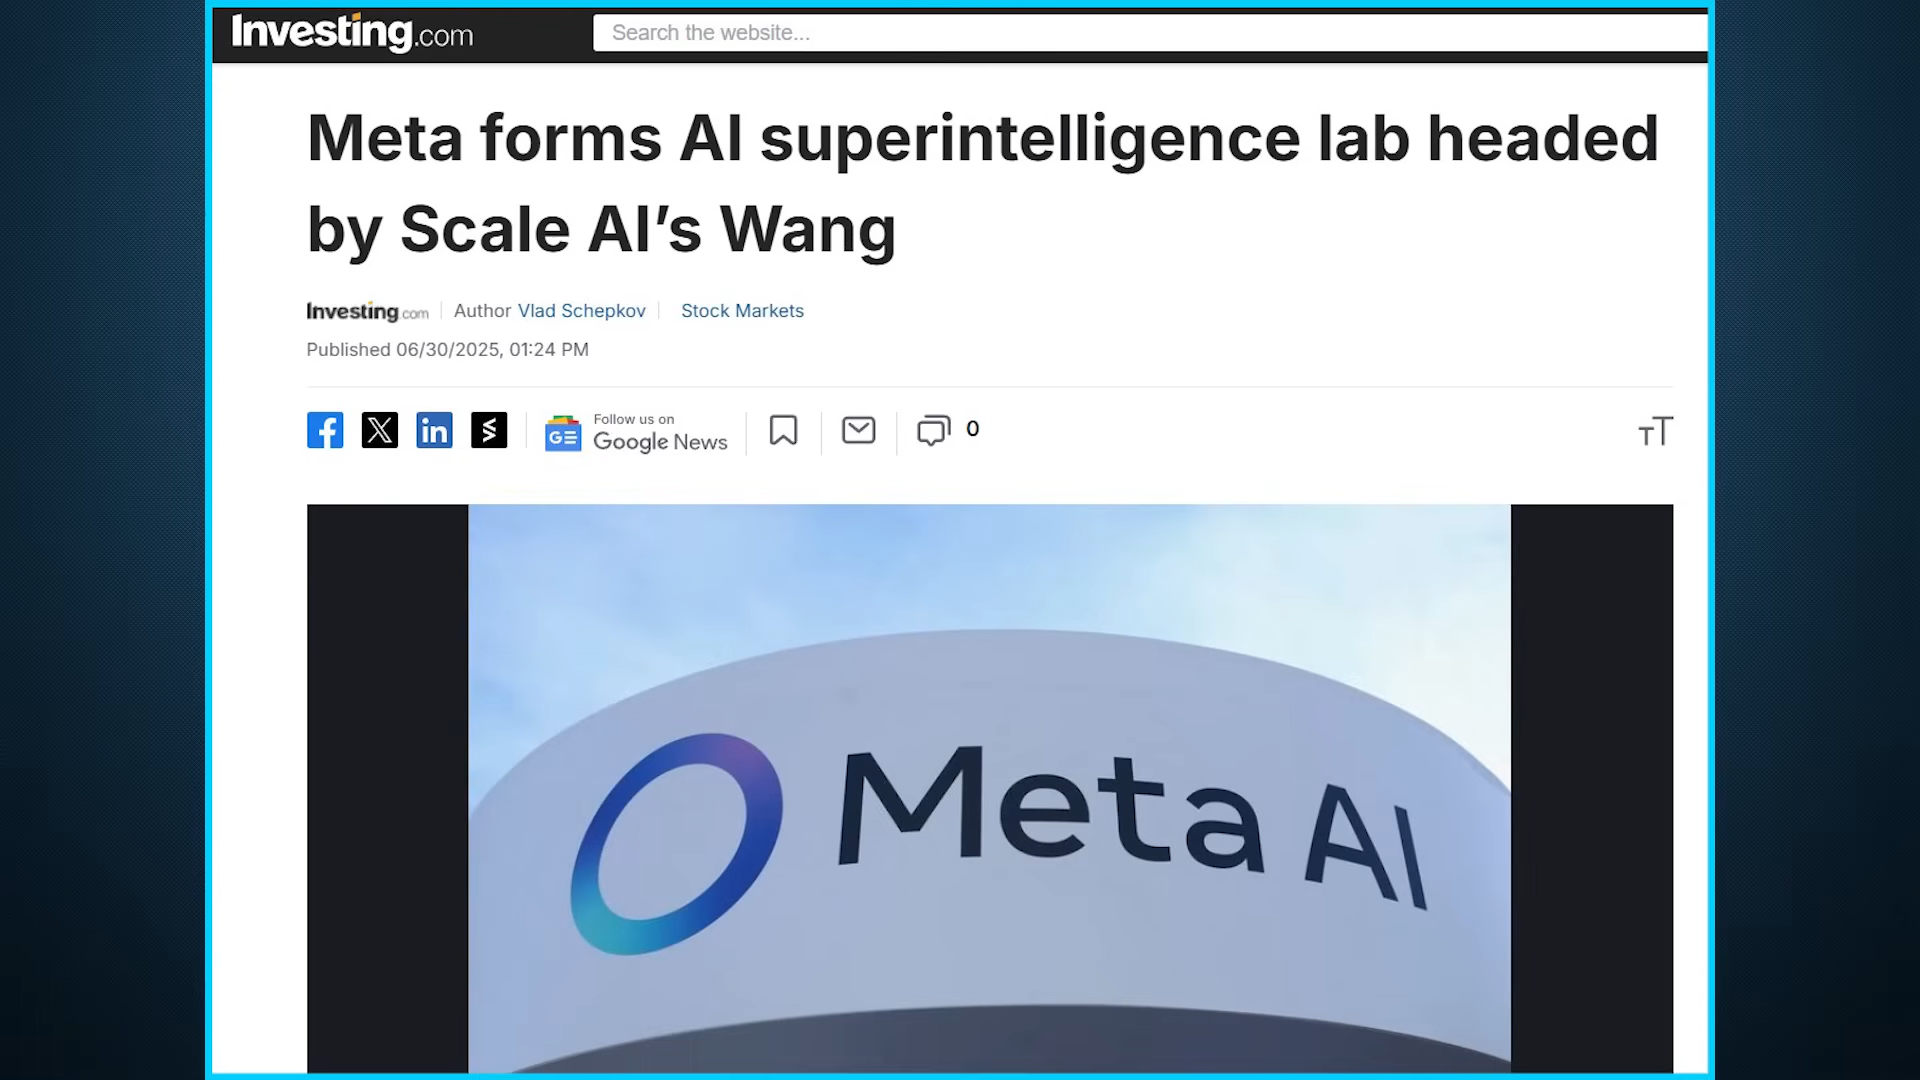 Investing.com
Search the website...
Meta forms AI superintelligence lab headed
by Scale AI’s Wang
Investing.com Author Vlad Schepkov Stock Markets
Published 06/30/2025, 01:24 PM
Follow us on
Google News
0
TT
Meta AI